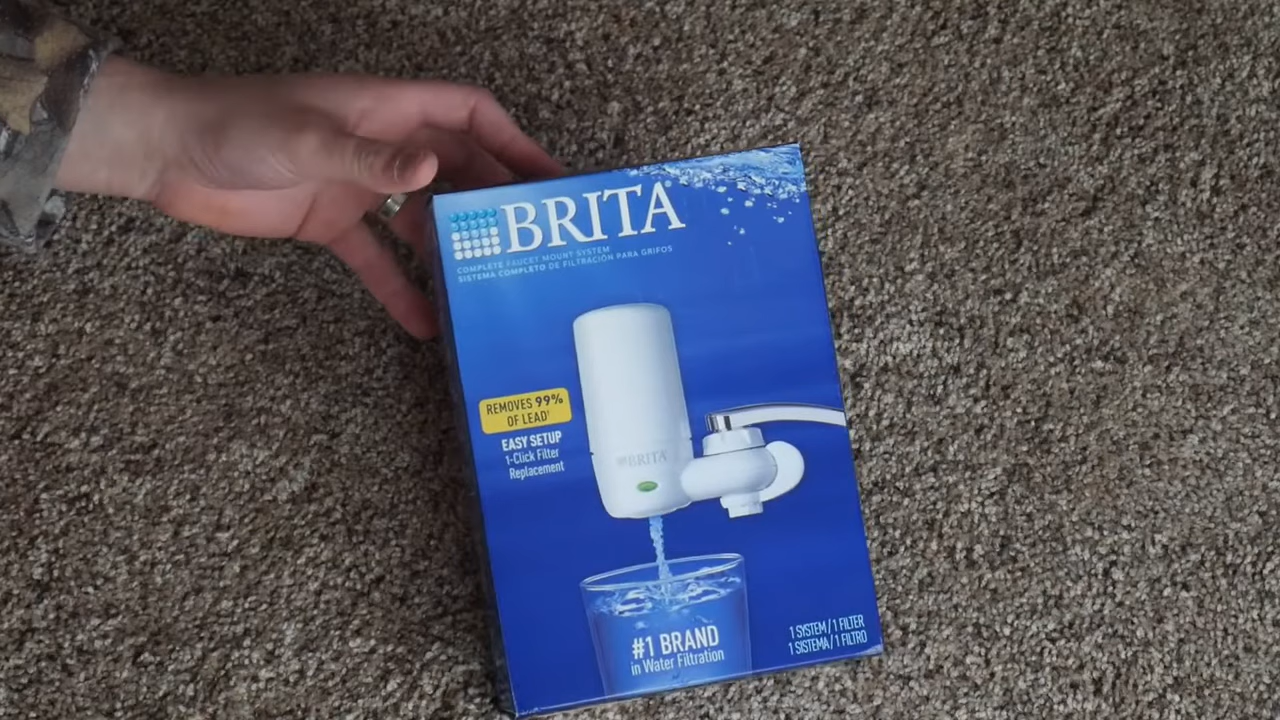 BRITA®
COMPLETE FAUCET MOUNT SYSTEM
SISTEMA COMPLETO DE FILTRACIÓN PARA GRIFOS
REMOVES 99%
OF LEAD†
EASY SETUP
1-Click Filter
Replacement
BRITA
#1 BRAND
in Water Filtration
1 SYSTEM / 1 FILTER
1 SISTEMA / 1 FILTRO